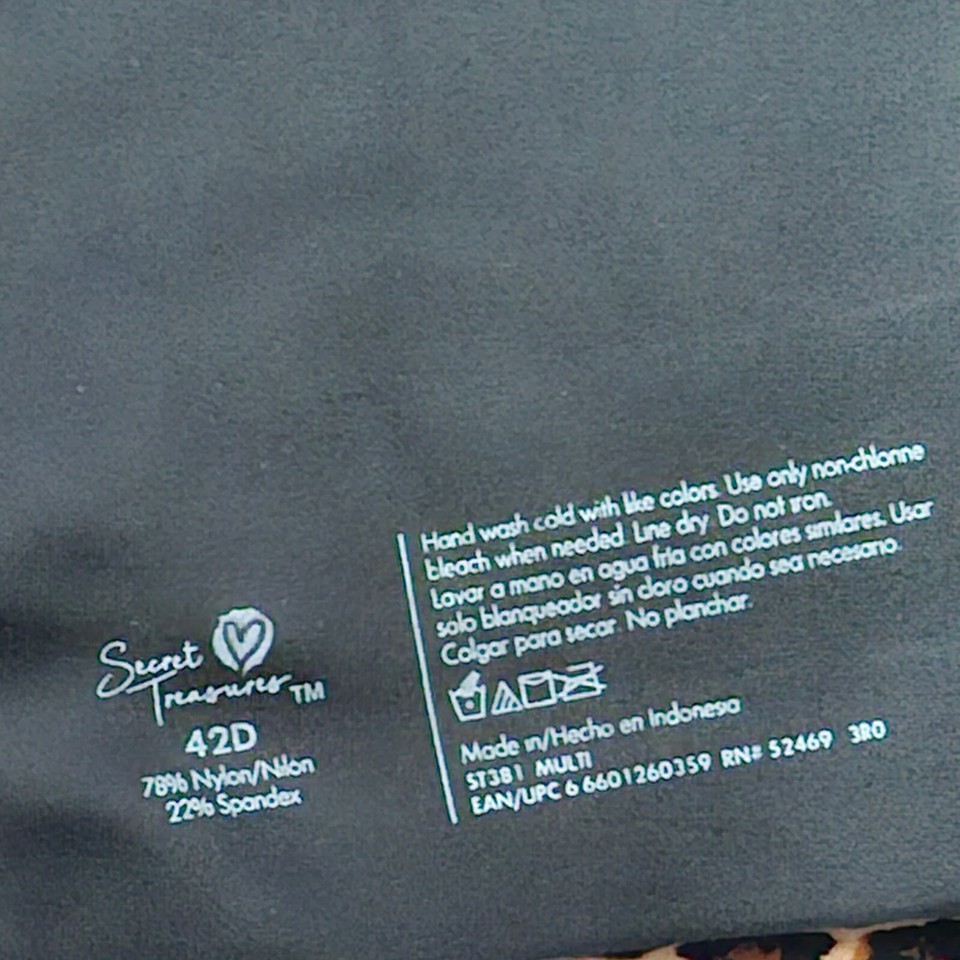 Secret
Treasures™
42D
78% Nylon/Nilon
22% Spandex
Hand wash cold with like colors. Use only non-chlorine
bleach when needed. Line dry. Do not iron.
Lavar a mano en agua fría con colores similares. Usar
solo blanqueador sin cloro cuando sea necesario.
Colgar para secar. No planchar.
Made in/Hecho en Indonesia
ST381 MULTI
EAN/UPC 6 6601260359 RN# 52469 3R0